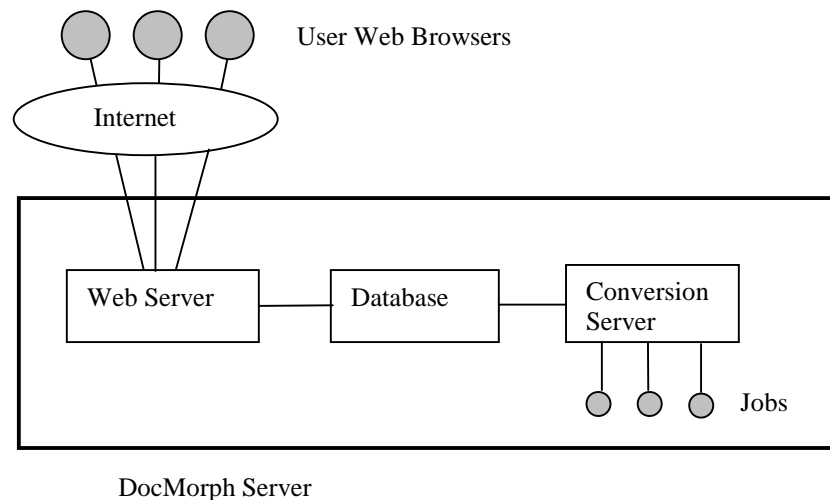 User Web Browsers
Internet
Web Server
Database
Conversion
Server
Jobs
DocMorph Server